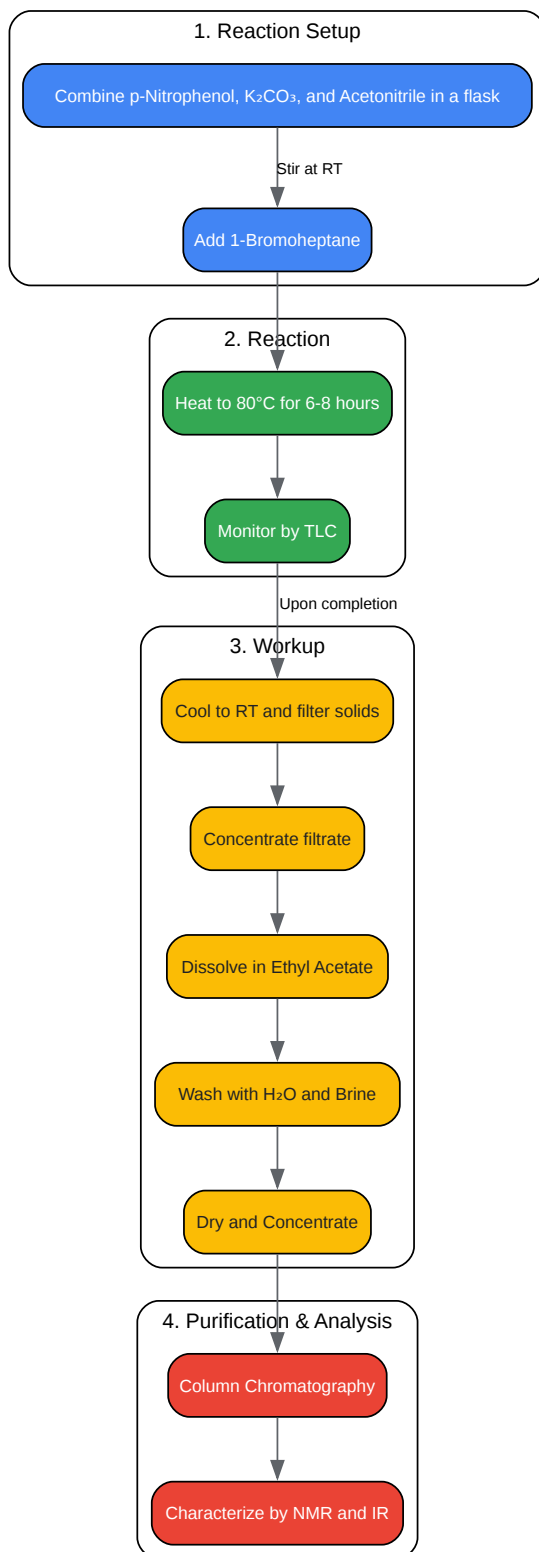 1. Reaction Setup
Combine p-Nitrophenol, K₂CO₃, and Acetonitrile in a flask
Stir at RT
Add 1-Bromoheptane
2. Reaction
Heat to 80°C for 6-8 hours
Monitor by TLC
Upon completion
3. Workup
Cool to RT and filter solids
Concentrate filtrate
Dissolve in Ethyl Acetate
Wash with H₂O and Brine
Dry and Concentrate
4. Purification & Analysis
Column Chromatography
Characterize by NMR and IR